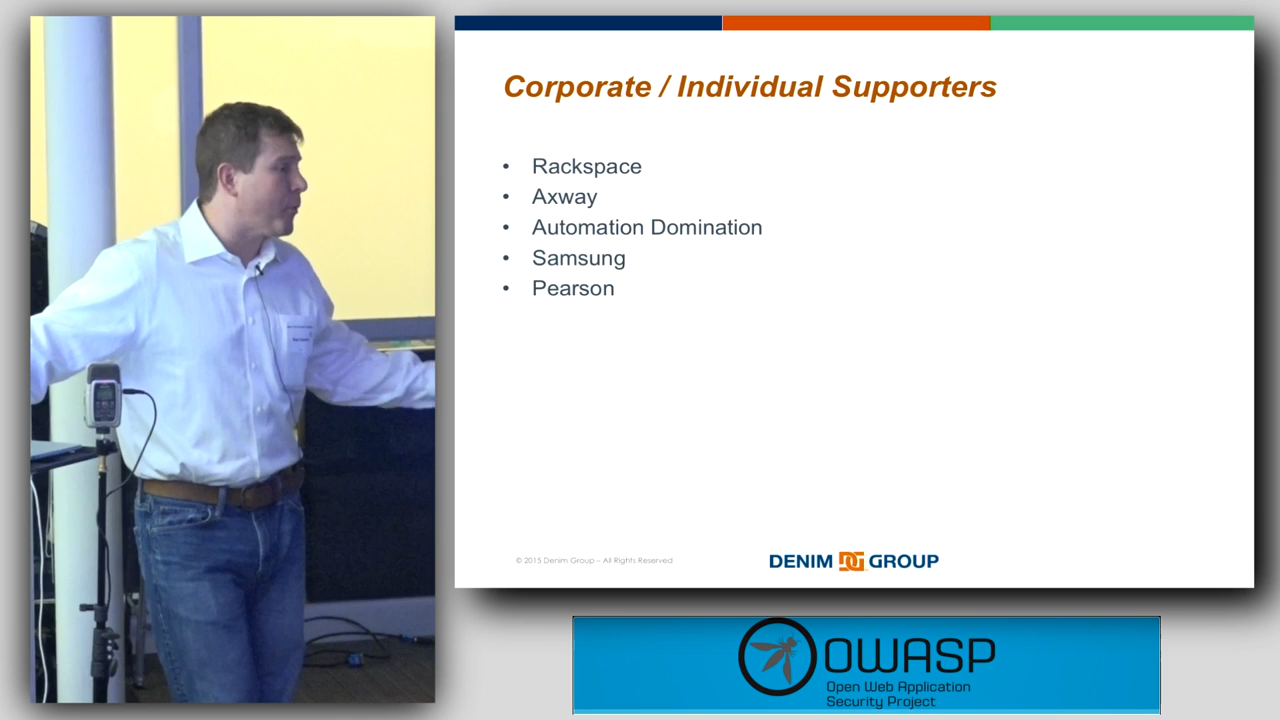 Corporate / Individual Supporters
• Rackspace
• Axway
• Automation Domination
• Samsung
• Pearson
© 2015 Denim Group – All Rights Reserved
DENIM DG GROUP
OWASP
Open Web Application
Security Project